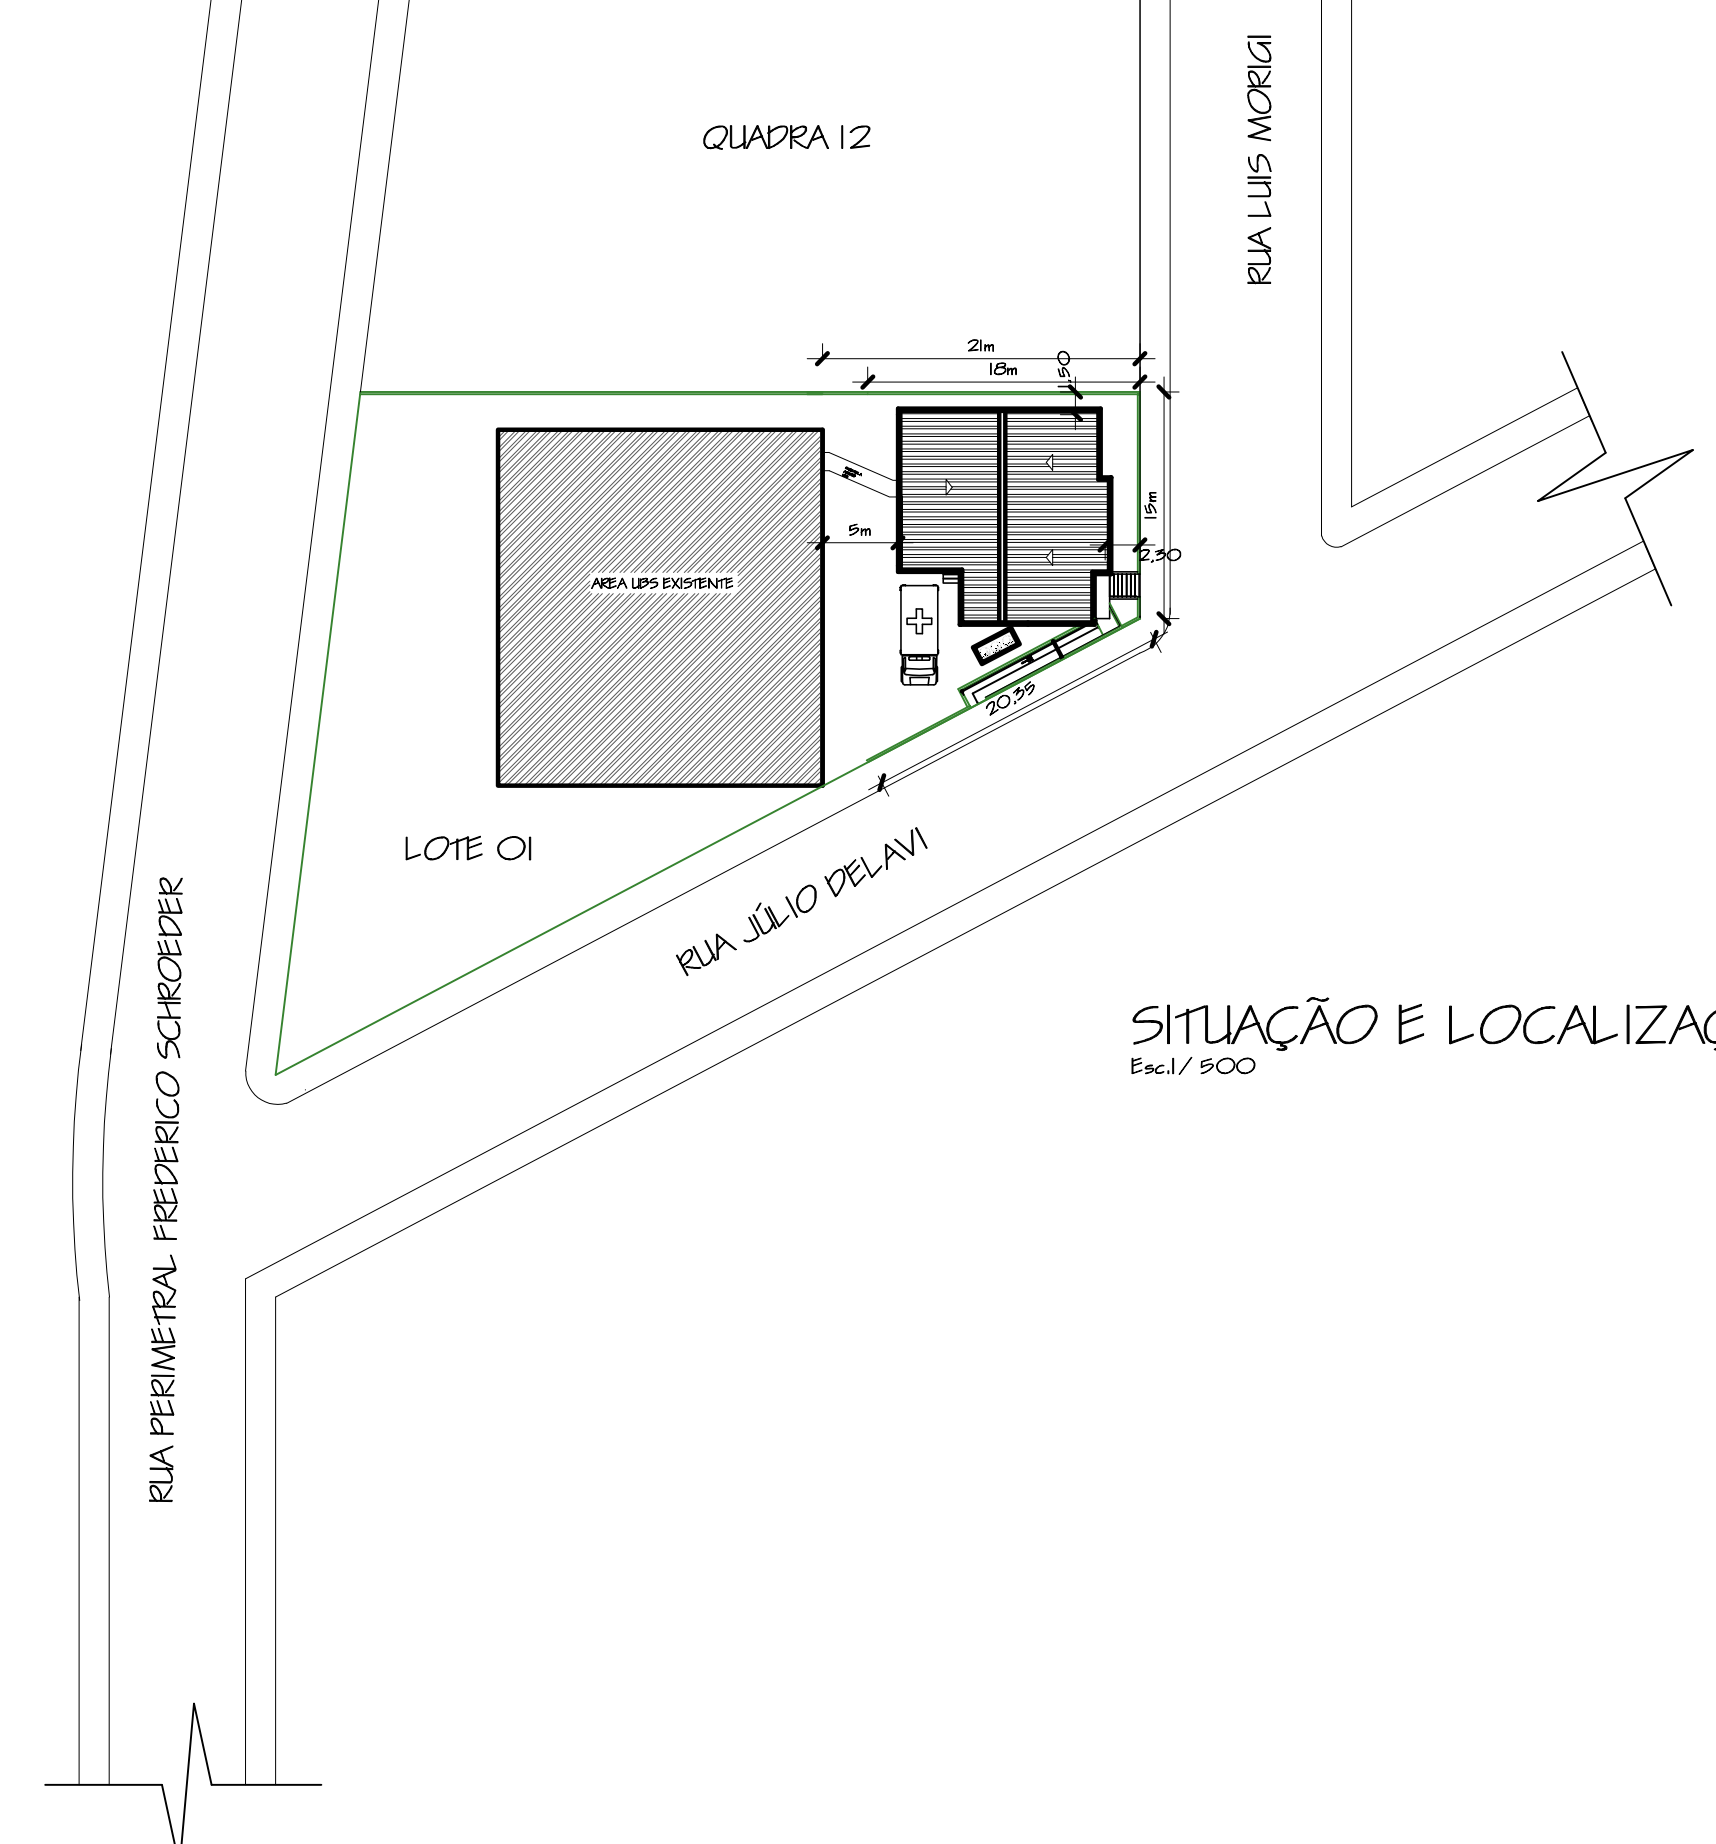 RUA LUIS MORIGI
QUADRA 12
21m
18m
1,50
15m
5m
2,30
AREA UBS EXISTENTE
20,35
LOTE 01
RUA JÚLIO DELAVI
RUA PERIMETRAL FREDERICO SCHROEDER
SITUAÇÃO E LOCALIZAÇ
Esc.1/ 500